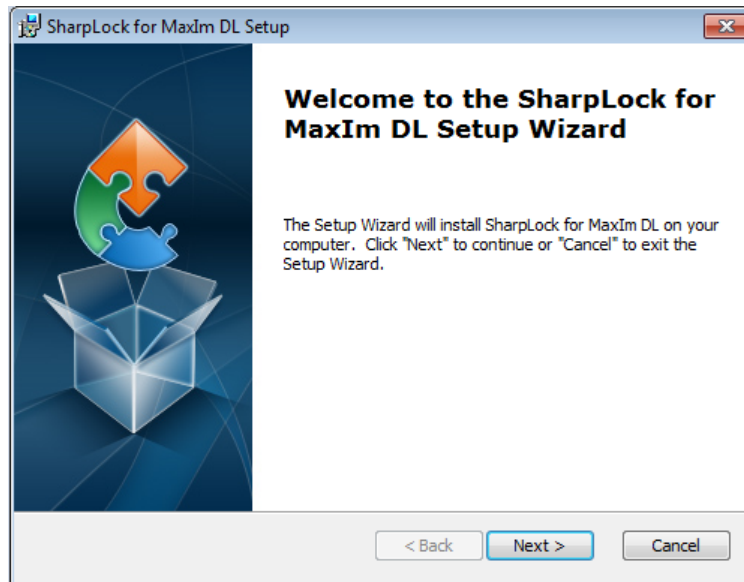 SharpLock for MaxIm DL Setup
Welcome to the SharpLock for
MaxIm DL Setup Wizard
The Setup Wizard will install SharpLock for MaxIm DL on your
computer.  Click "Next" to continue or "Cancel" to exit the
Setup Wizard.
< Back Next > Cancel